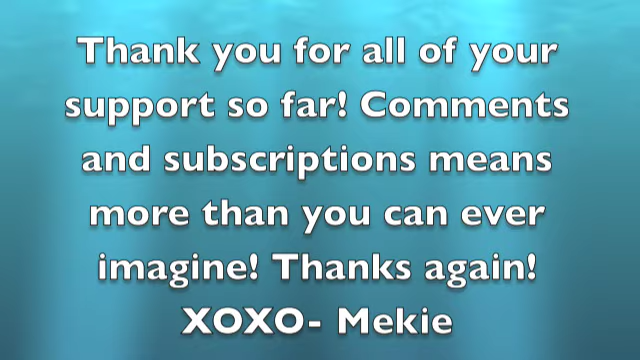 Thank you for all of your
support so far! Comments
and subscriptions means
more than you can ever
imagine! Thanks again!
XOXO- Mekie